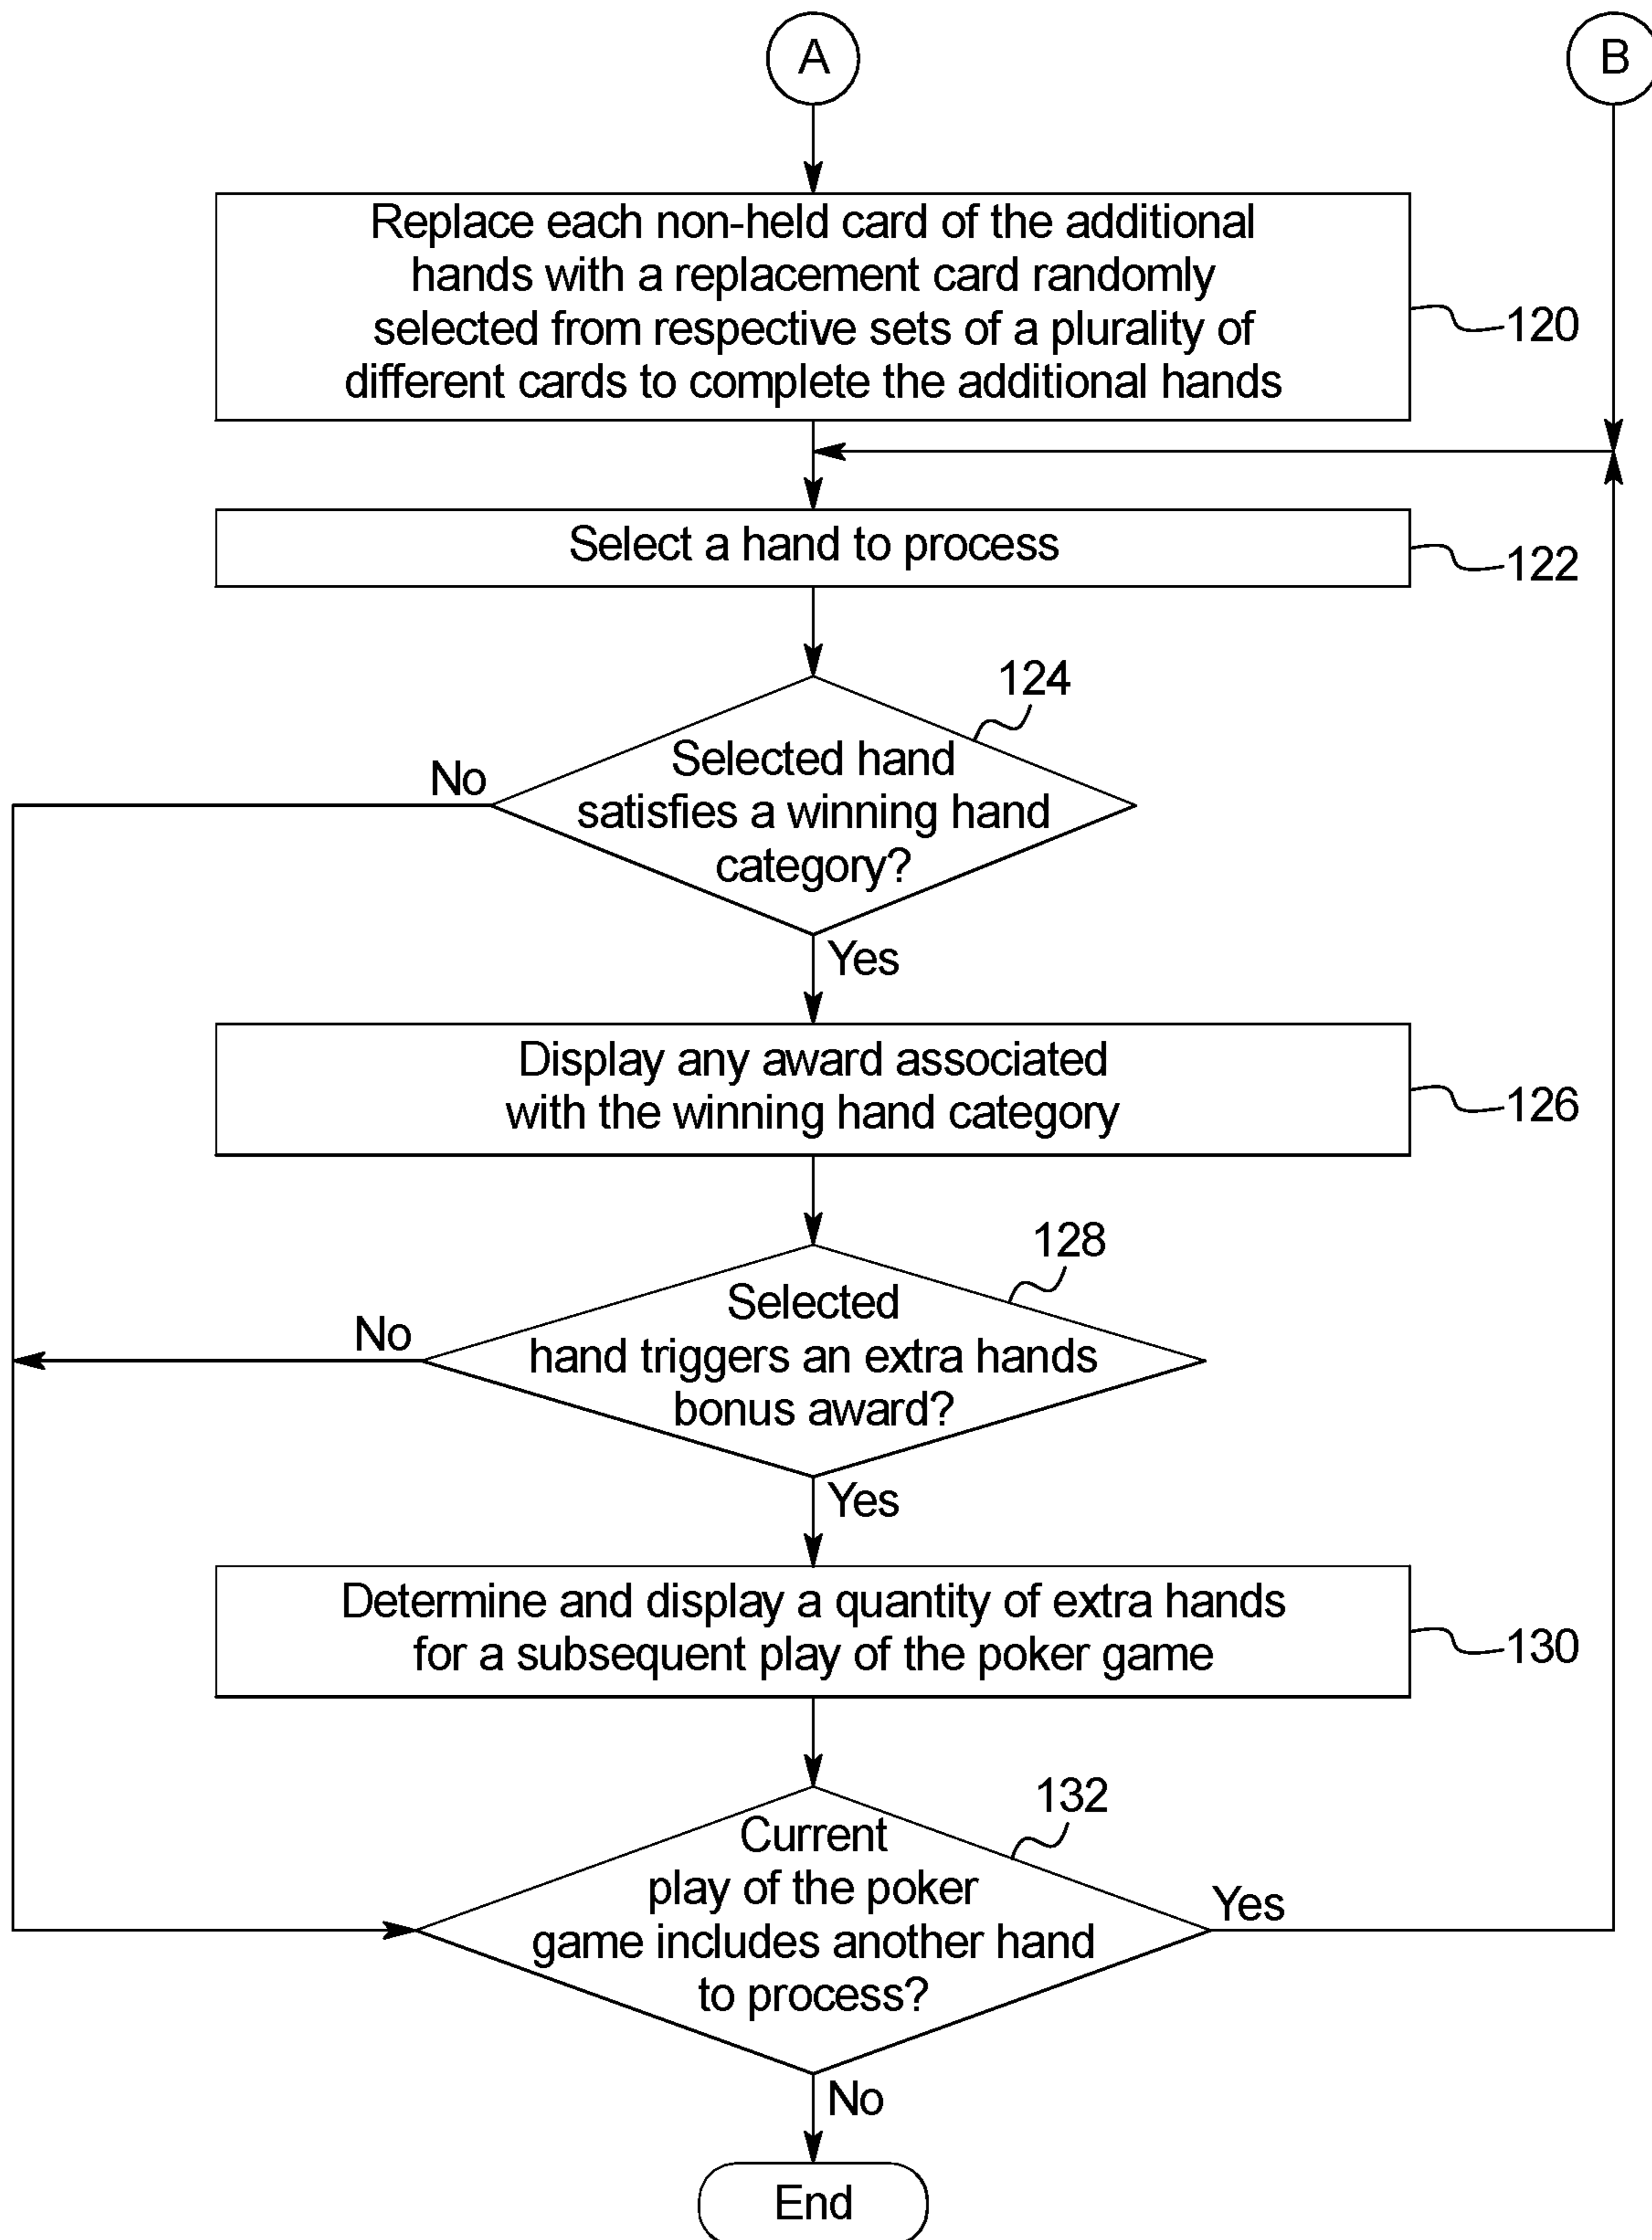 A
B
Replace each non-held card of the additional
hands with a replacement card randomly
selected from respective sets of a plurality of
different cards to complete the additional hands
120
Select a hand to process
122
124
Selected hand
satisfies a winning hand
category?
No
Yes
Display any award associated
with the winning hand category
126
128
Selected
hand triggers an extra hands
bonus award?
No
Yes
Determine and display a quantity of extra hands
for a subsequent play of the poker game
130
132
Current
play of the poker
game includes another hand
to process?
Yes
No
End